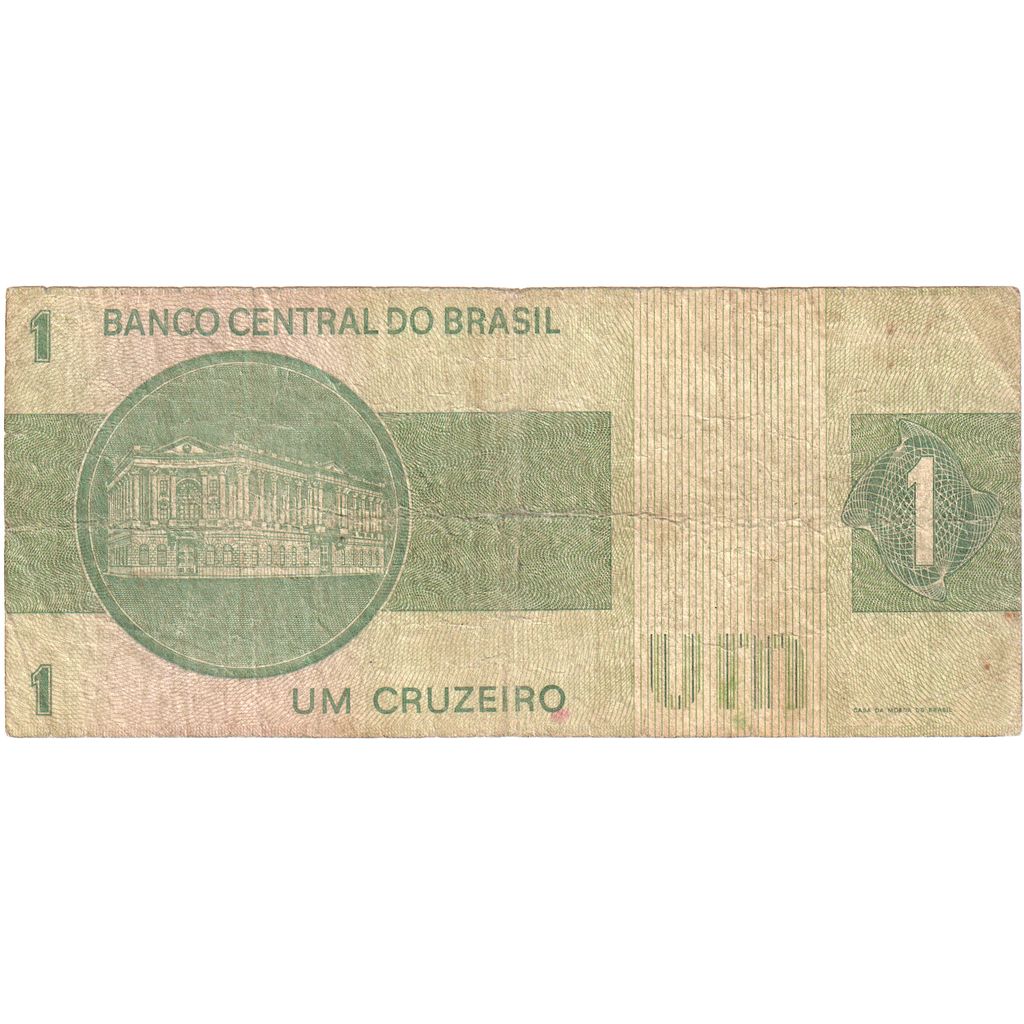 1
BANCO CENTRAL DO BRASIL
1
1
UM CRUZEIRO
um
CASA DA MOEDA DO BRASIL